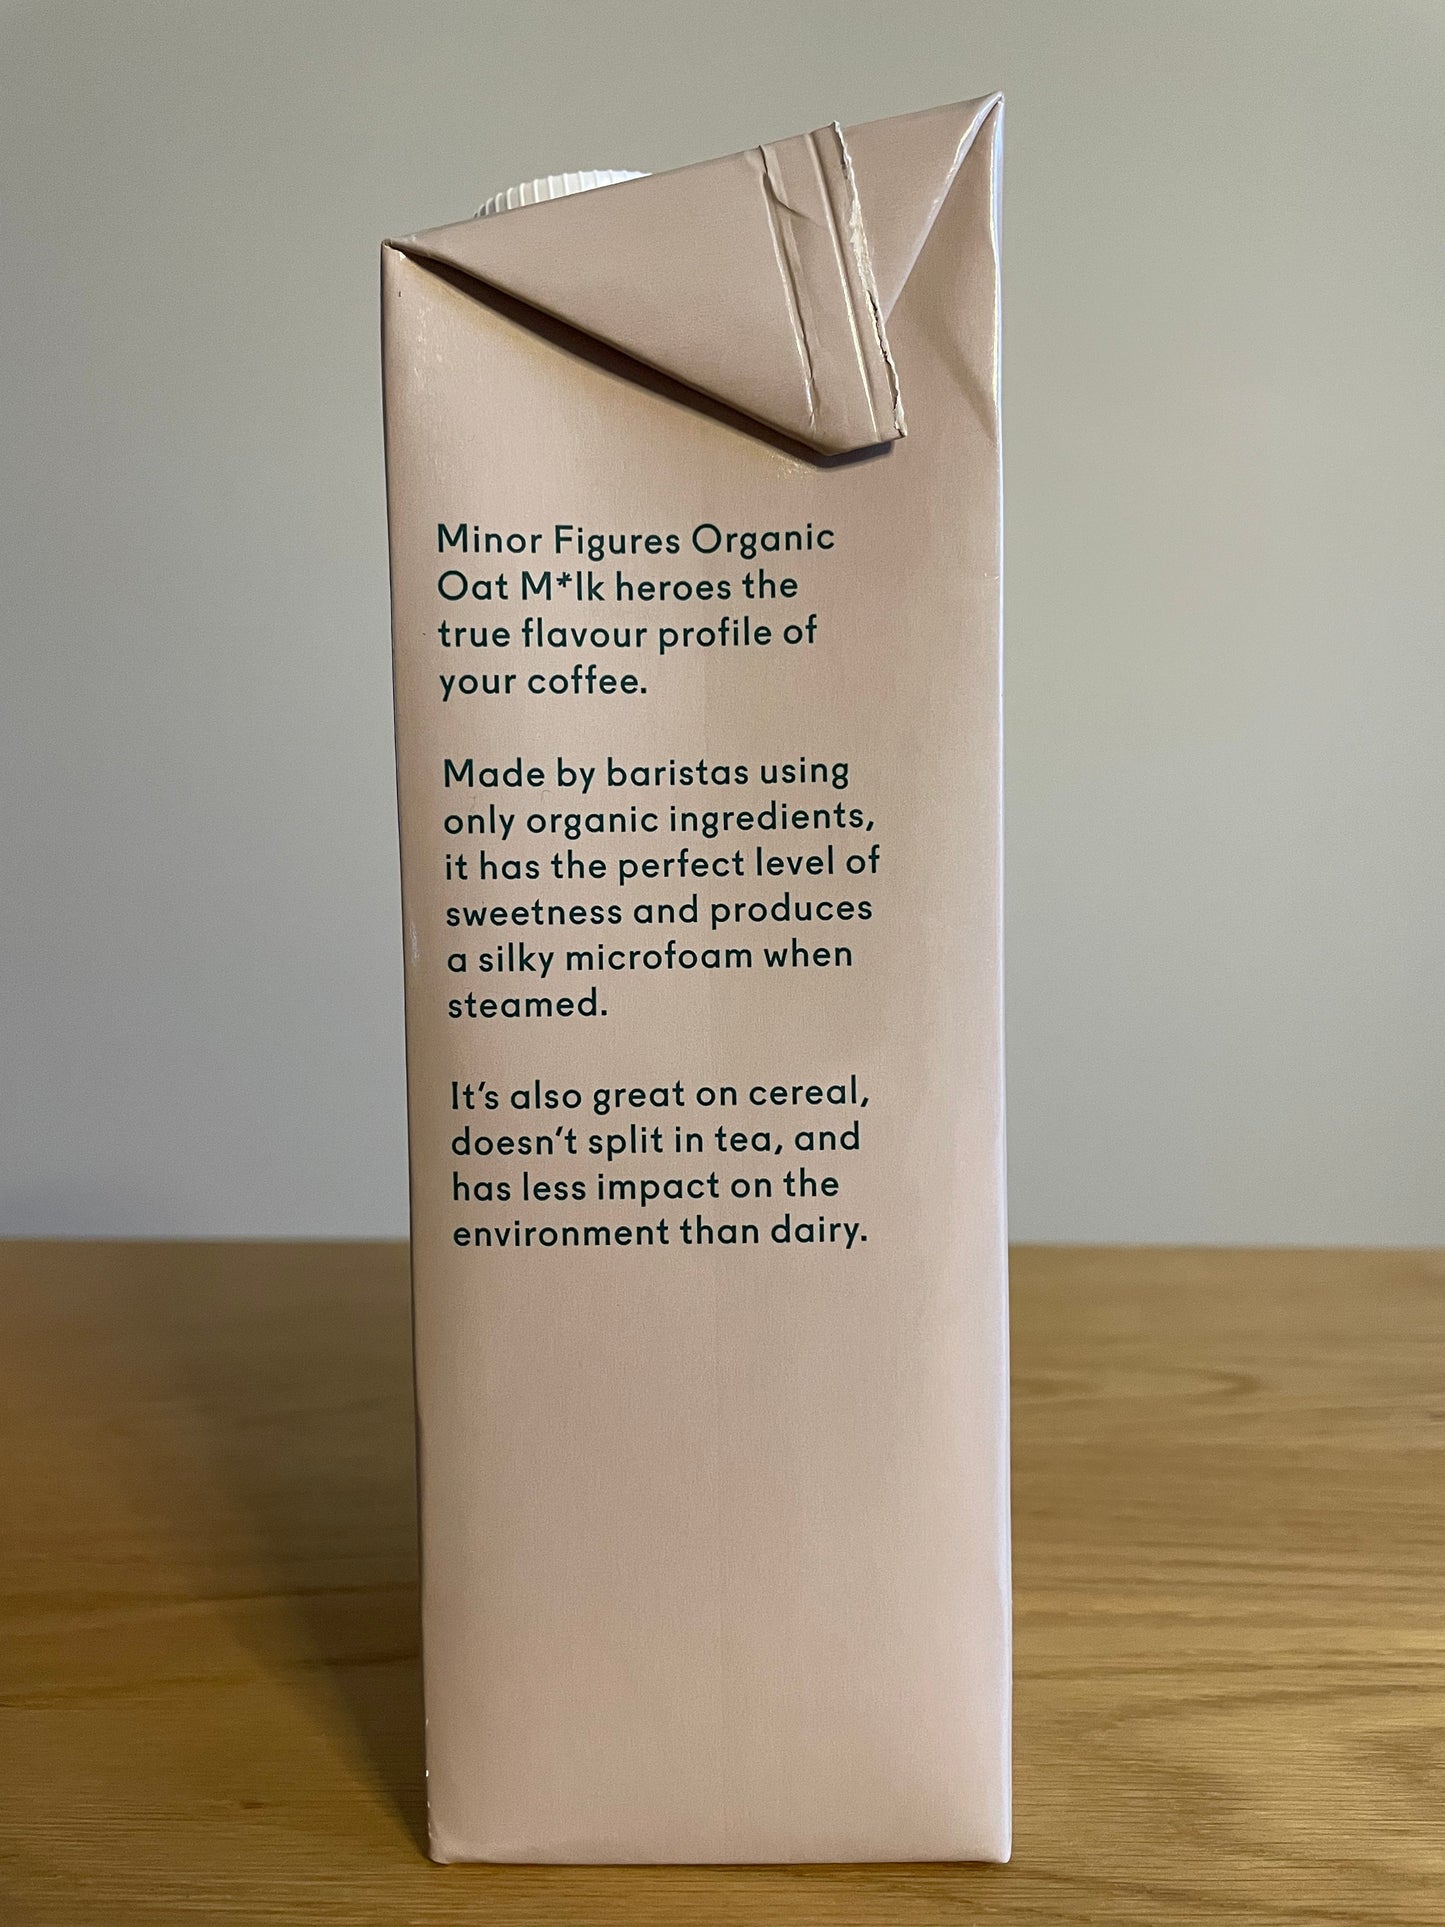 Minor Figures Organic
Oat M*lk heroes the
true flavour profile of
your coffee.
Made by baristas using
only organic ingredients,
it has the perfect level of
sweetness and produces
a silky microfoam when
steamed.
It's also great on cereal,
doesn't split in tea, and
has less impact on the
environment than dairy.